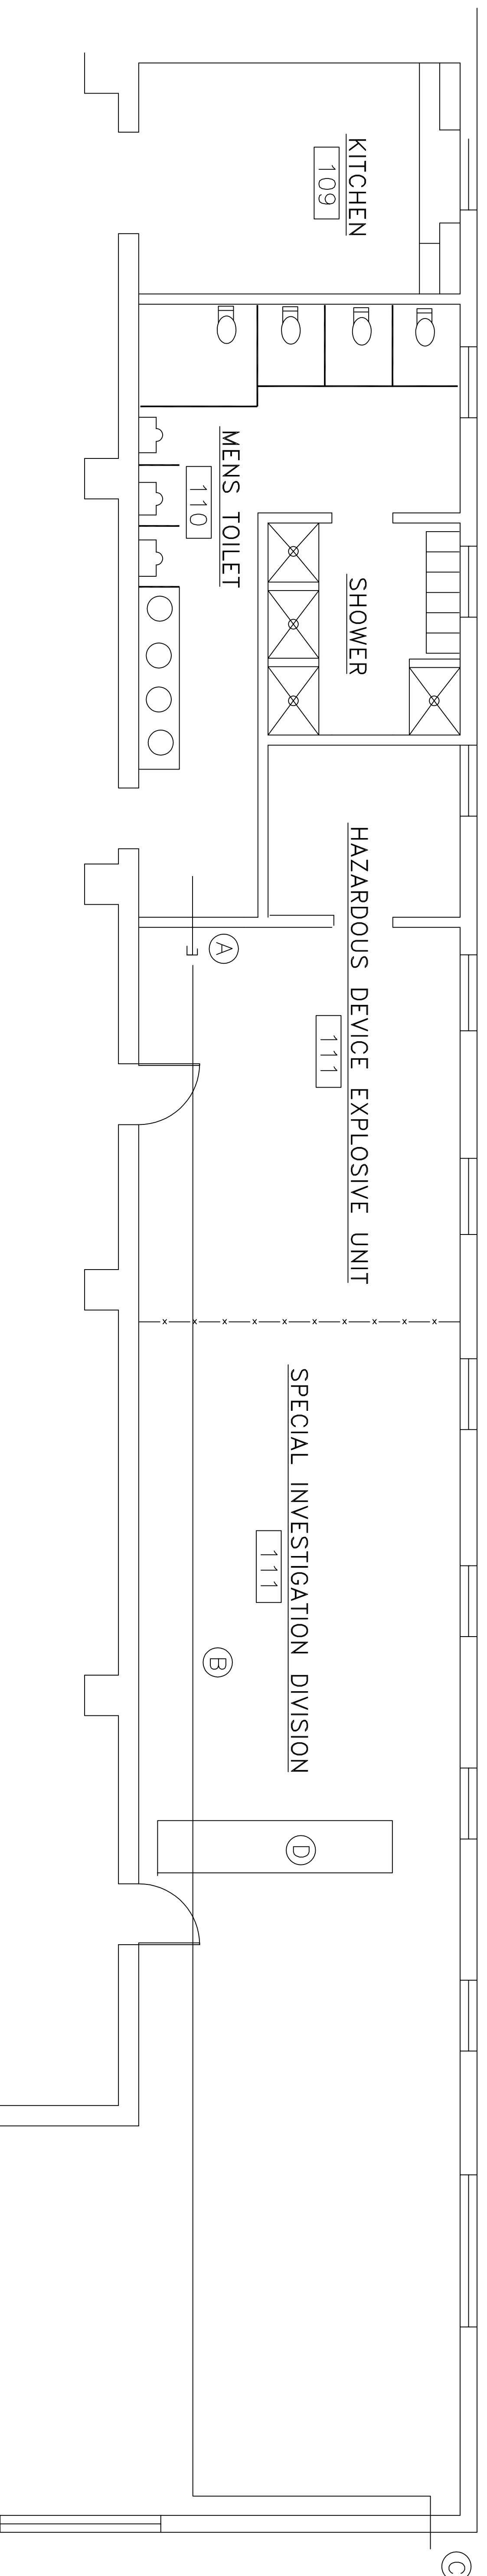 KITCHEN
109
MENS TOILET
110
SHOWER
HAZARDOUS DEVICE EXPLOSIVE UNIT
111
A
SPECIAL INVESTIGATION DIVISION
111
B
D
C